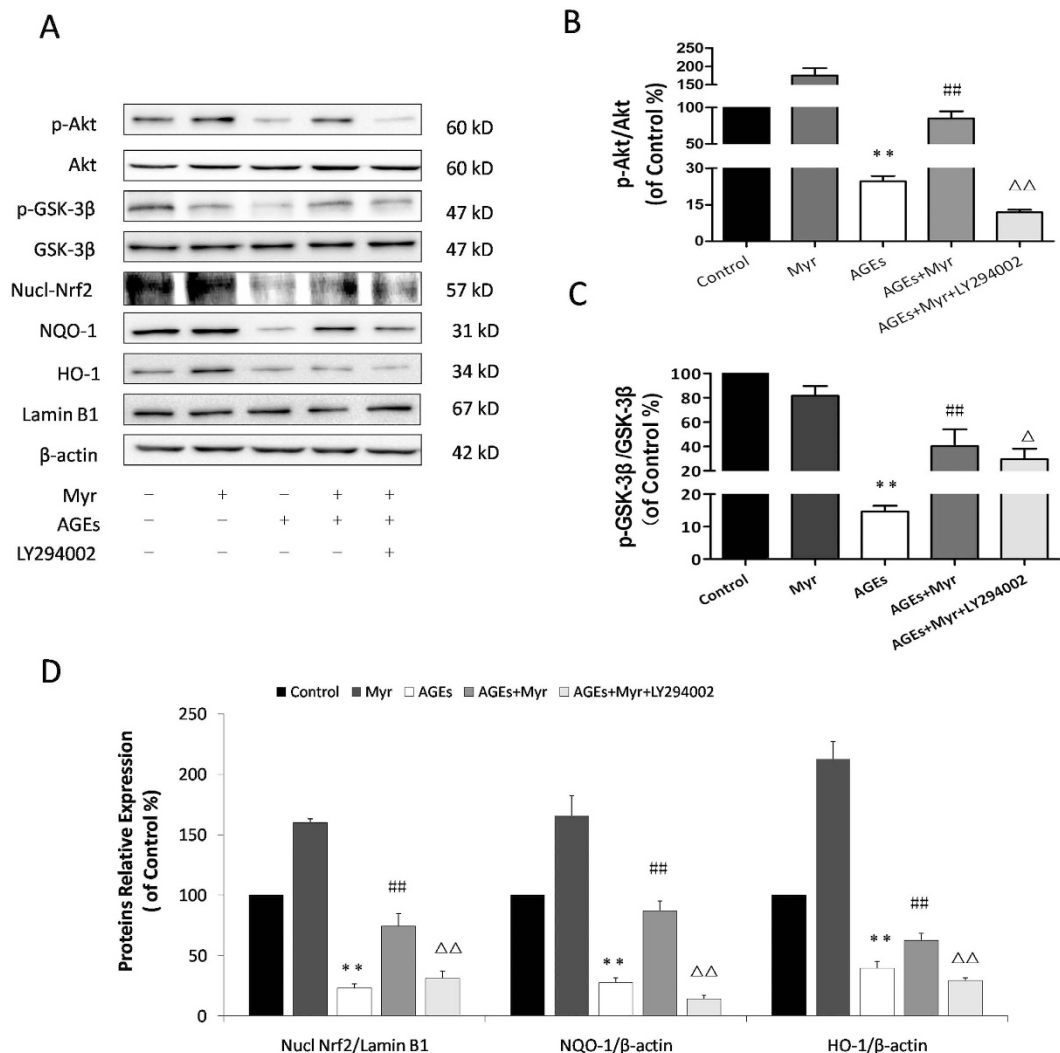 A
p-Akt 60 kD
Akt 60 kD
p-GSK-3β 47 kD
GSK-3β 47 kD
Nucl-Nrf2 57 kD
NQO-1 31 kD
HO-1 34 kD
Lamin B1 67 kD
β-actin 42 kD
Myr − + − + +
AGEs − − + + +
LY294002 − − − − +
B
p-Akt/Akt
(of Control %)
200
150
100
50
30
15
0
##
**
△△
Control
Myr
AGEs
AGEs+Myr
AGEs+Myr+LY294002
C
p-GSK-3β/GSK-3β
(of Control %)
100
80
60
40
20
20
10
0
##
**
△
Control
Myr
AGEs
AGEs+Myr
AGEs+Myr+LY294002
D
Control Myr AGEs AGEs+Myr AGEs+Myr+LY294002
Proteins Relative Expression
( of Control %)
250
200
150
100
50
0
** ## △△
** ## △△
** ## △△
Nucl Nrf2/Lamin B1 NQO-1/β-actin HO-1/β-actin